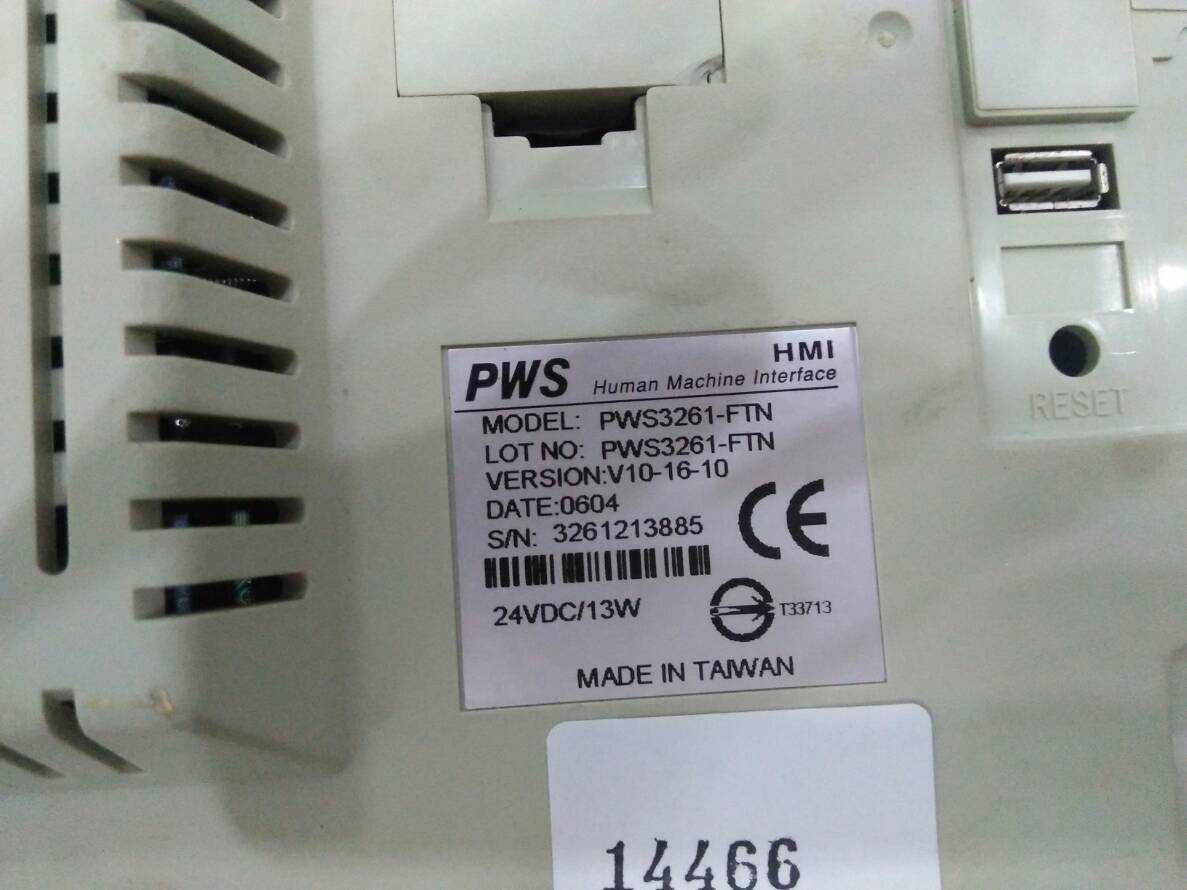 PWS HMI
Human Machine Interface
MODEL: PWS3261-FTN
LOT NO: PWS3261-FTN
VERSION:V10-16-10
DATE:0604
S/N: 3261213885
CE
24VDC/13W
T33713
MADE IN TAIWAN
RESET
14466